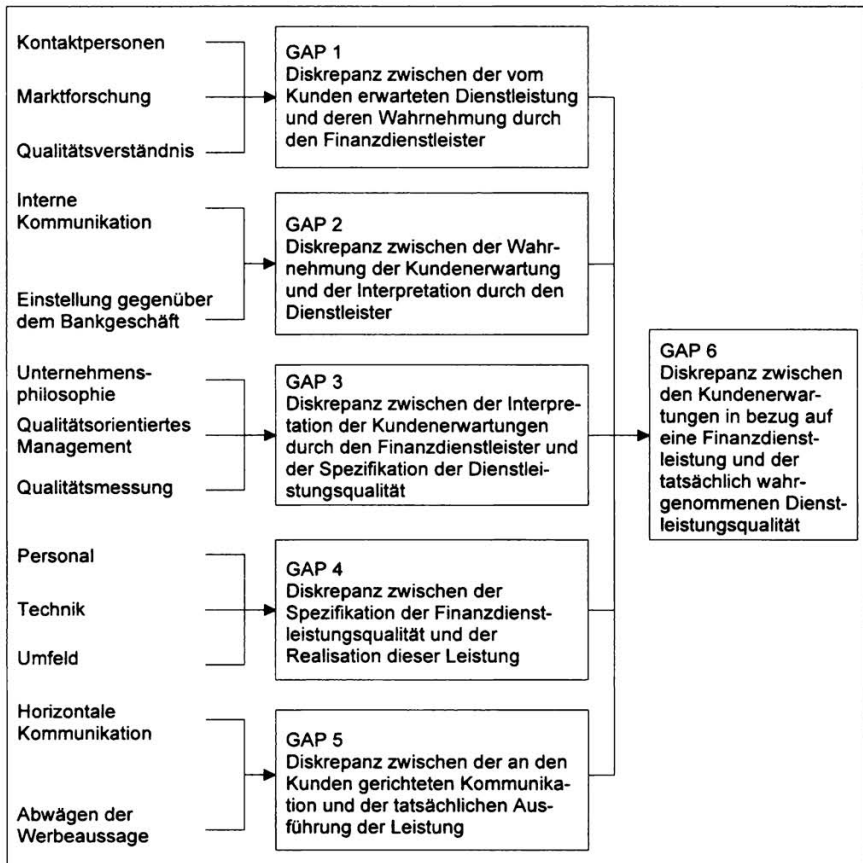 Kontaktpersonen
Marktforschung
Qualitätsverständnis
GAP 1
Diskrepanz zwischen der vom
Kunden erwarteten Dienstleistung
und deren Wahrnehmung durch
den Finanzdienstleister
Interne
Kommunikation
Einstellung gegenüber
dem Bankgeschäft
GAP 2
Diskrepanz zwischen der Wahr-
nehmung der Kundenerwartung
und der Interpretation durch den
Dienstleister
Unternehmens-
philosophie
Qualitätsorientiertes
Management
Qualitätsmessung
GAP 3
Diskrepanz zwischen der Interpre-
tation der Kundenerwartungen
durch den Finanzdienstleister und
der Spezifikation der Dienstlei-
stungsqualität
Personal
Technik
Umfeld
GAP 4
Diskrepanz zwischen der
Spezifikation der Finanzdienst-
leistungsqualität und der
Realisation dieser Leistung
Horizontale
Kommunikation
Abwägen der
Werbeaussage
GAP 5
Diskrepanz zwischen der an den
Kunden gerichteten Kommunika-
tion und der tatsächlichen Aus-
führung der Leistung
GAP 6
Diskrepanz zwischen
den Kundenerwar-
tungen in bezug auf
eine Finanzdienst-
leistung und der
tatsächlich wahr-
genommenen Dienst-
leistungsqualität